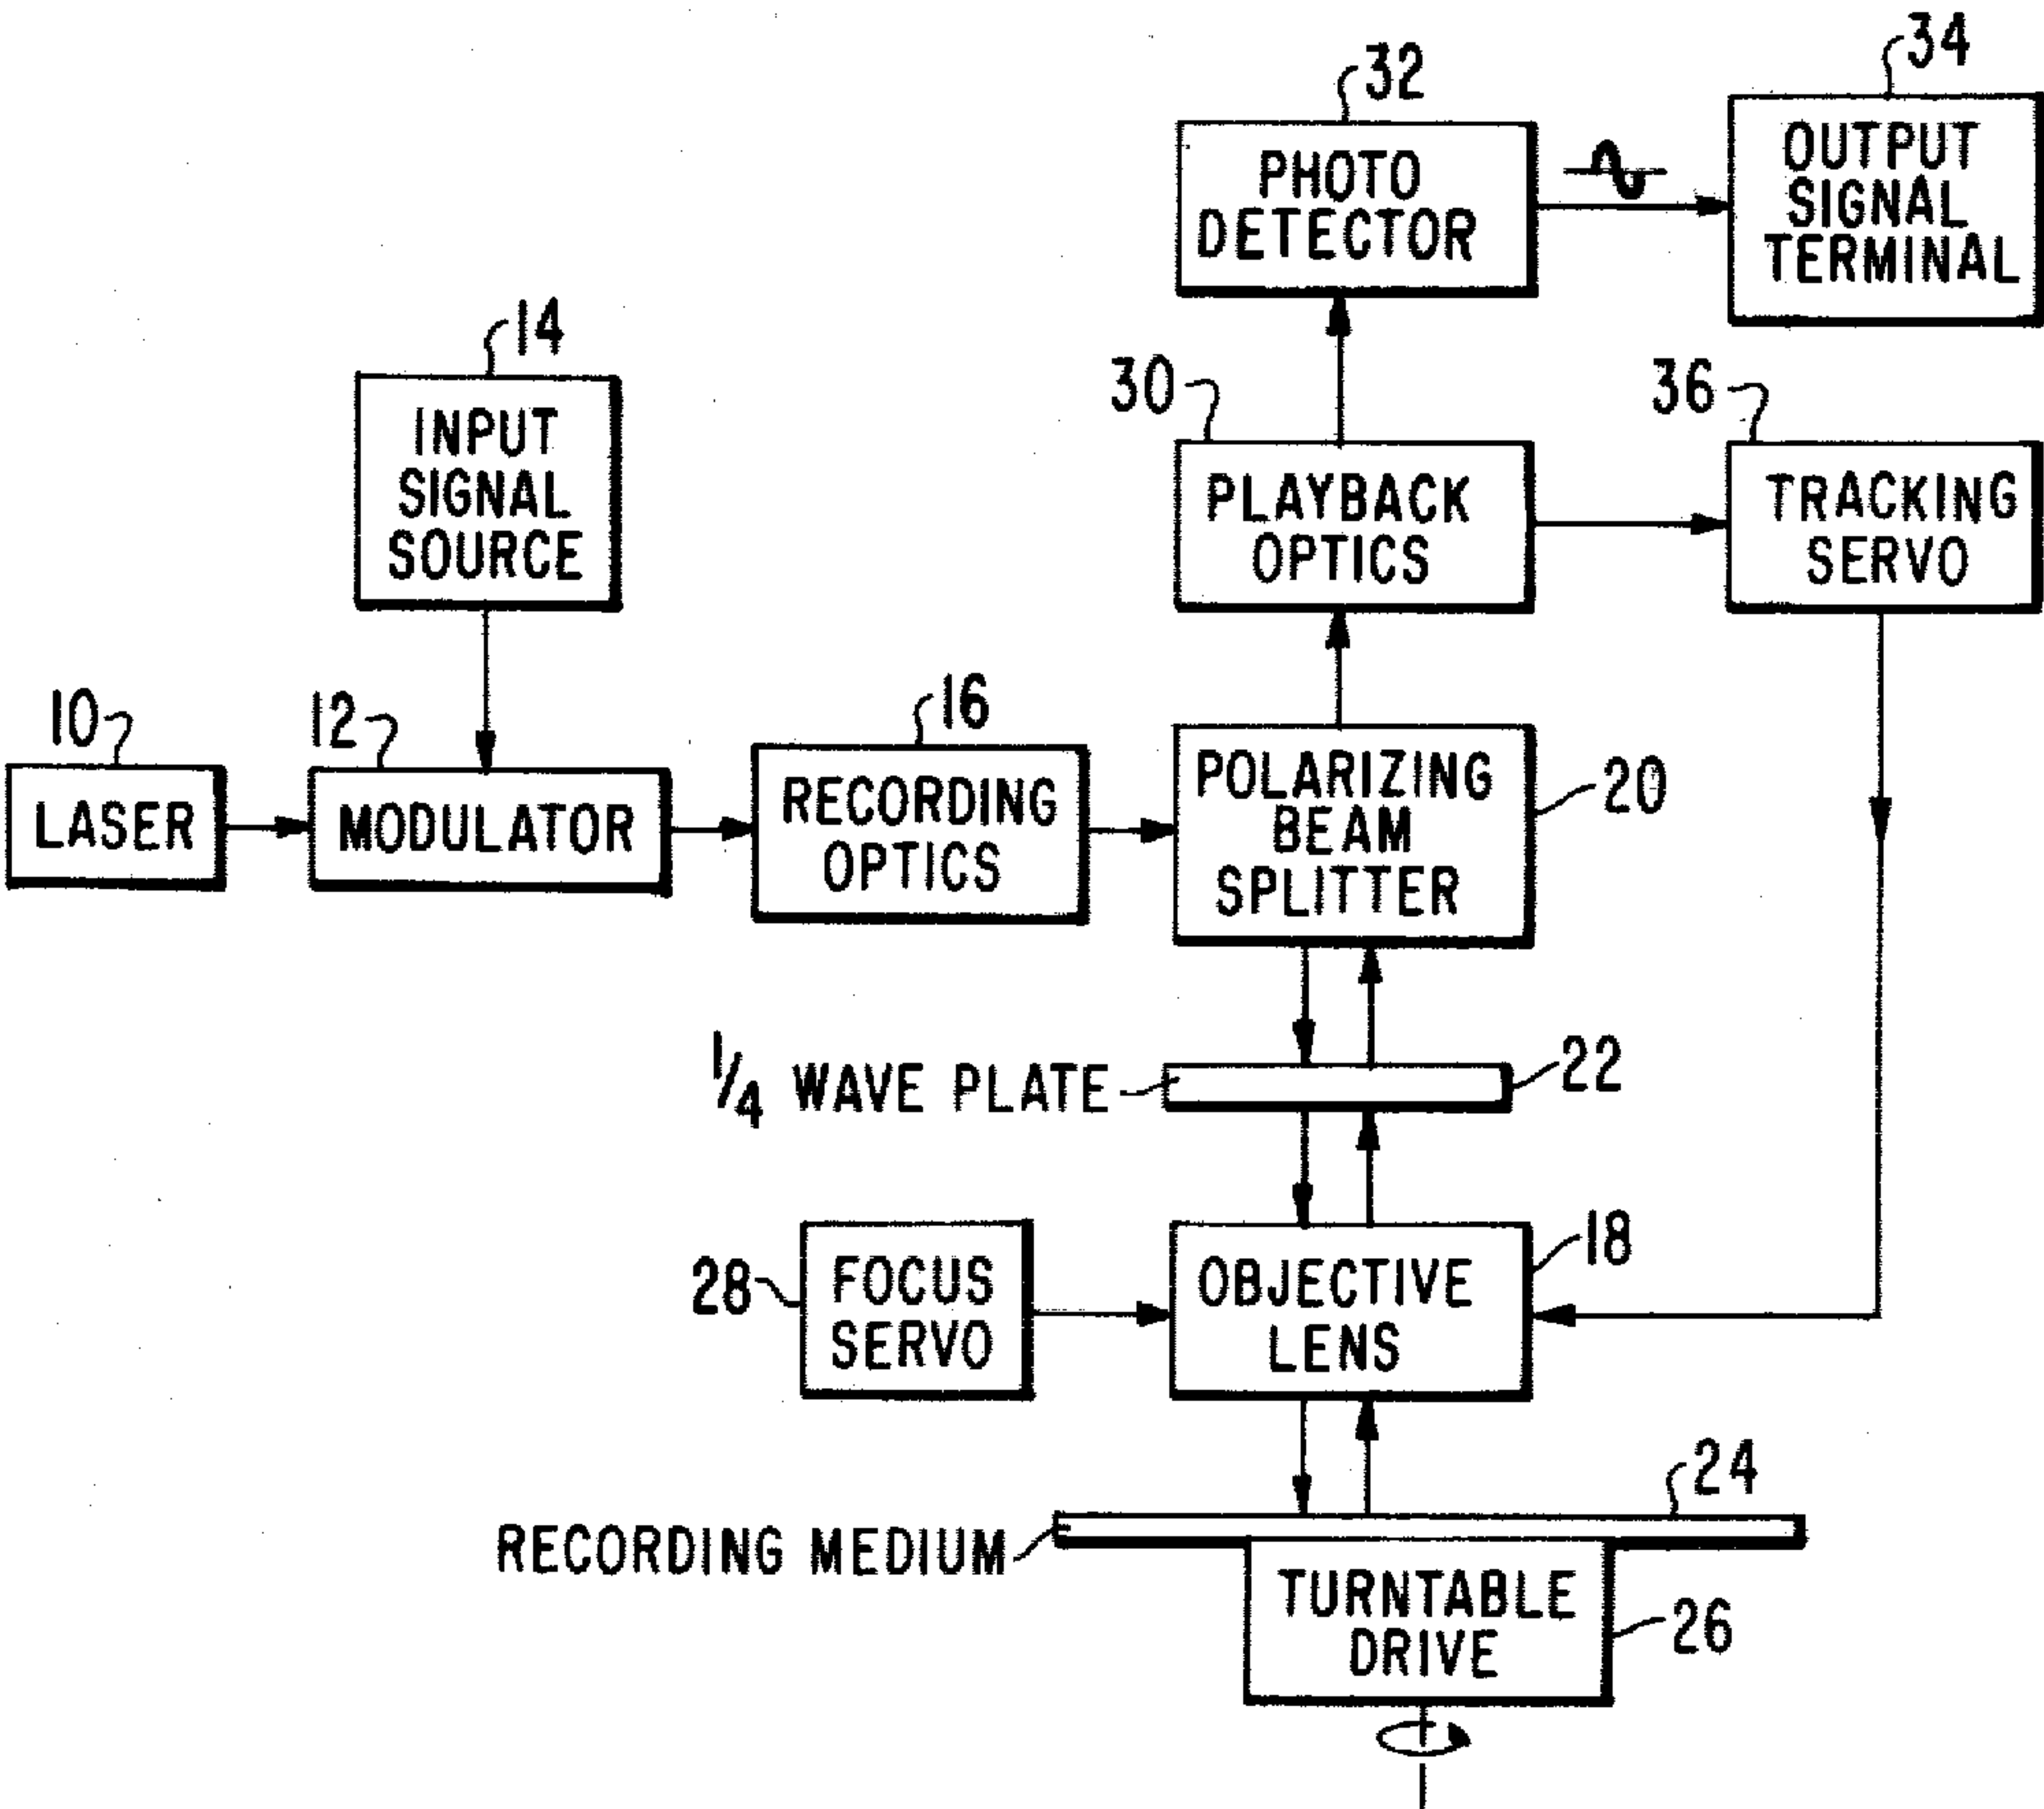 32
34
PHOTO
DETECTOR
OUTPUT
SIGNAL
TERMINAL
14
INPUT
SIGNAL
SOURCE
30
PLAYBACK
OPTICS
36
TRACKING
SERVO
10
LASER
12
MODULATOR
16
RECORDING
OPTICS
POLARIZING
BEAM
SPLITTER
20
1/4 WAVE PLATE
22
28
FOCUS
SERVO
OBJECTIVE
LENS
18
24
RECORDING MEDIUM
TURNTABLE
DRIVE
26